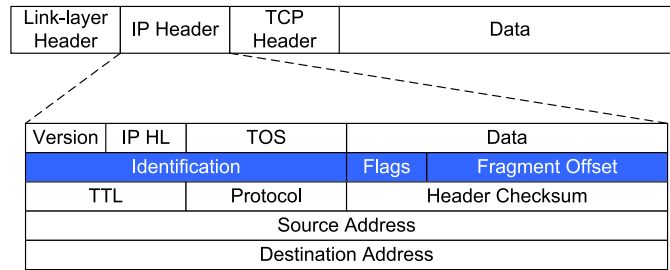 Link-layer Header
IP Header
TCP Header
Data
Version IP HL TOS Data
Identification Flags Fragment Offset
TTL Protocol Header Checksum
Source Address
Destination Address